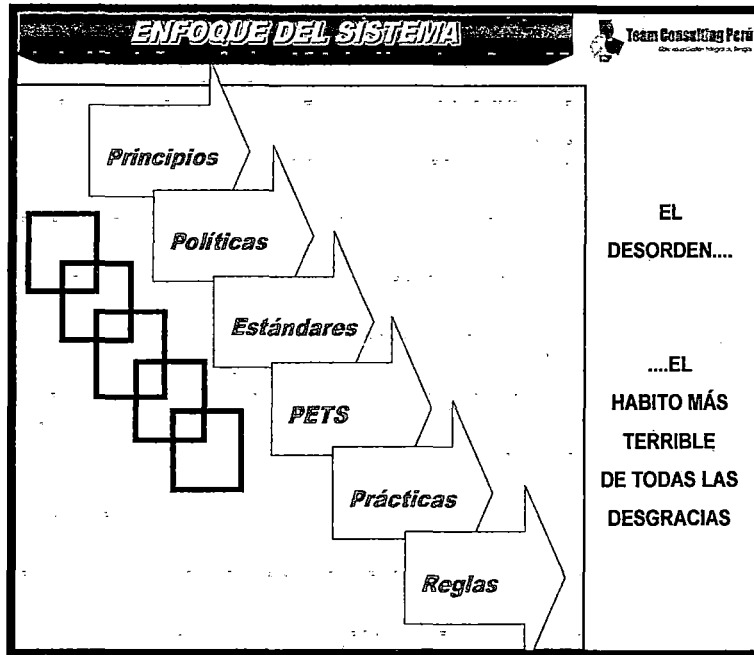 ENFOQUE DEL SISTEMA
Team Consulting Perú
Principios
Políticas
Estándares
PETS
Prácticas
Reglas
EL
DESORDEN....
....EL
HABITO MÁS
TERRIBLE
DE TODAS LAS
DESGRACIAS